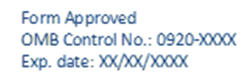 Form Approved
OMB Control No.: 0920-XXXX
Exp. date: XX/XX/XXXX